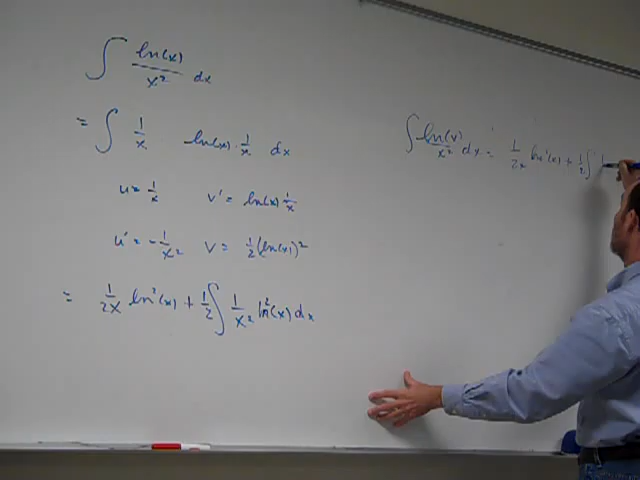 ∫ ln(x)/x² dx
= ∫ 1/x ln(x)·1/x dx
u = 1/x v' = ln(x) 1/x
u' = -1/x² v = 1/2 (ln(x))²
= 1/2x ln²(x) + 1/2 ∫ 1/x² ln²(x) dx
∫ ln(x)/x² dx = 1/2x ln²(x) + 1/2 ∫ 1